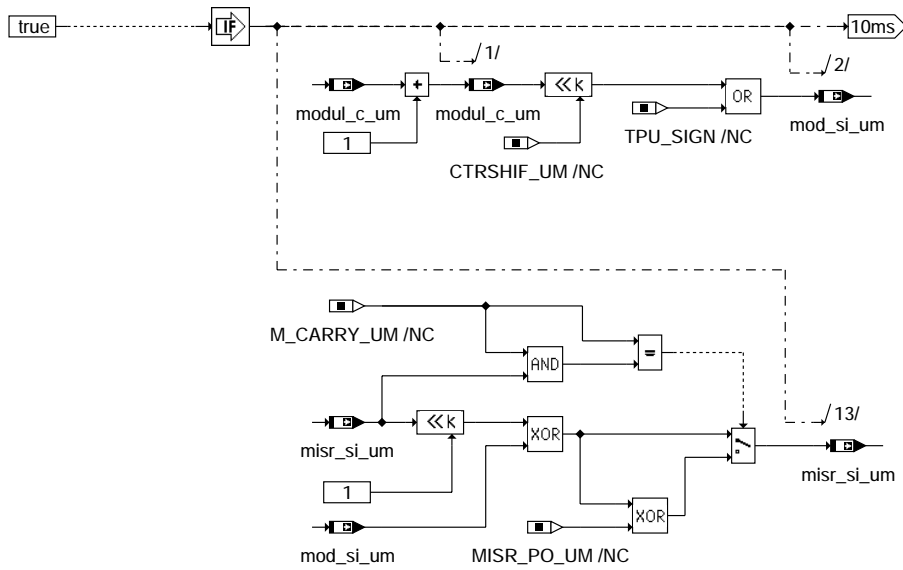 true
IF
10ms
/1/
/2/
modul_c_um
+
modul_c_um
<<k
OR
mod_si_um
1
TPU_SIGN /NC
CTRSHIF_UM /NC
M_CARRY_UM /NC
=
AND
/13/
misr_si_um
<<k
XOR
misr_si_um
1
XOR
mod_si_um
MISR_PO_UM /NC